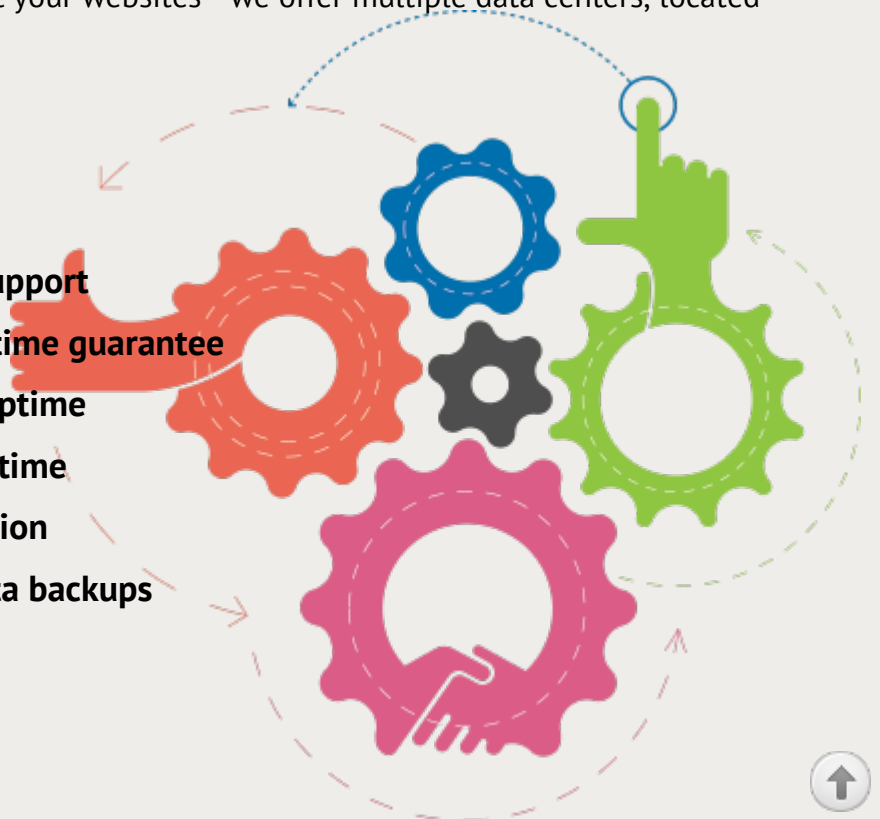 your websites - we offer multiple data centers, located
upport
time guarantee
ptime
time
ion
ta backups